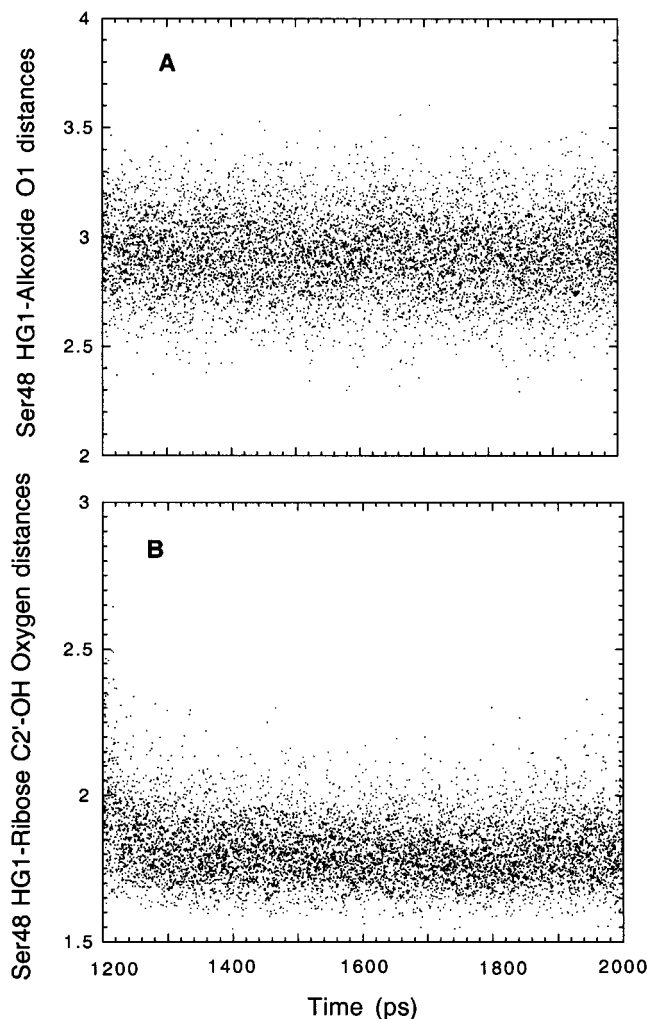 Ser48 HG1-Alkoxide O1 distances
4
3.5
3
2.5
2
A
Ser48 HG1-Ribose C2'-OH Oxygen distances
3
2.5
2
1.5
B
1200 1400 1600 1800 2000
Time (ps)